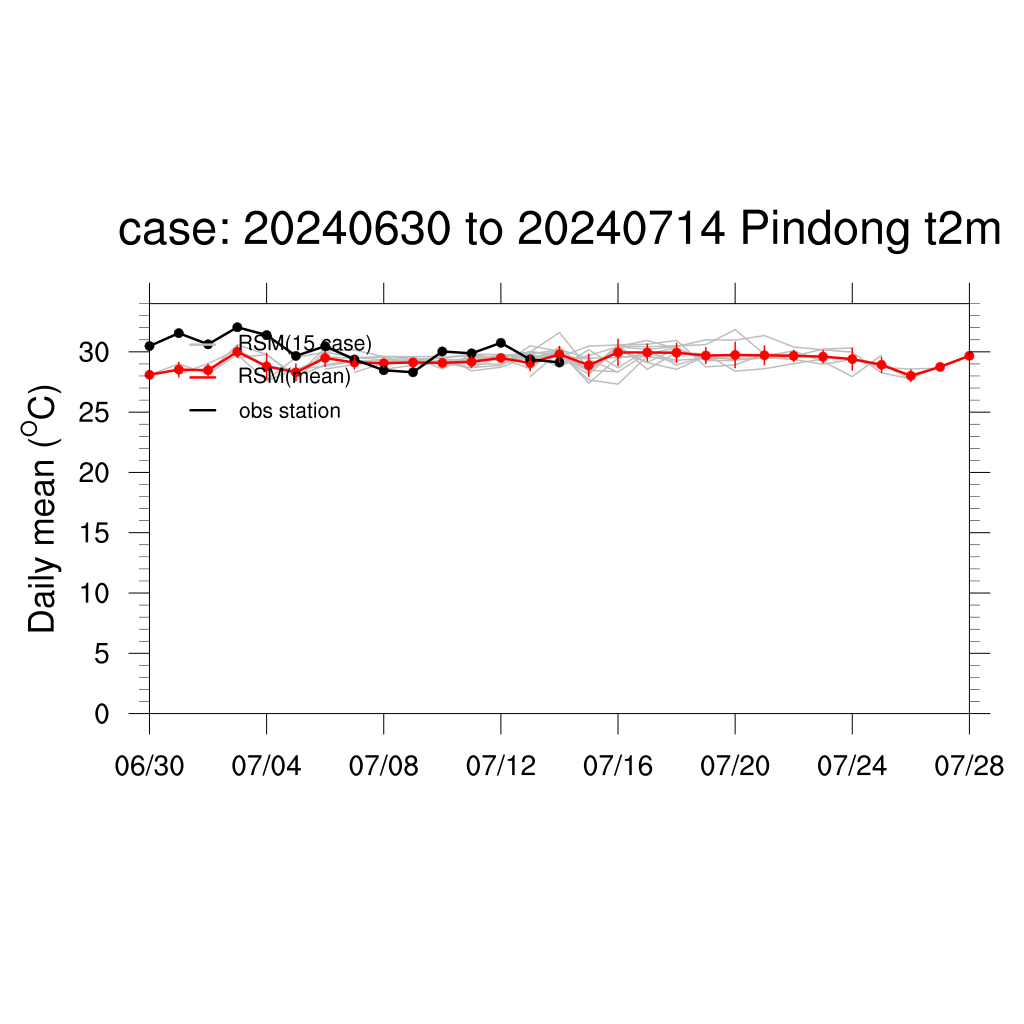 case: 20240630 to 20240714 Pindong t2m
Daily mean (°C)
30
25
20
15
10
5
0
RSM(15 case)
RSM(mean)
obs station
06/30 07/04 07/08 07/12 07/16 07/20 07/24 07/28